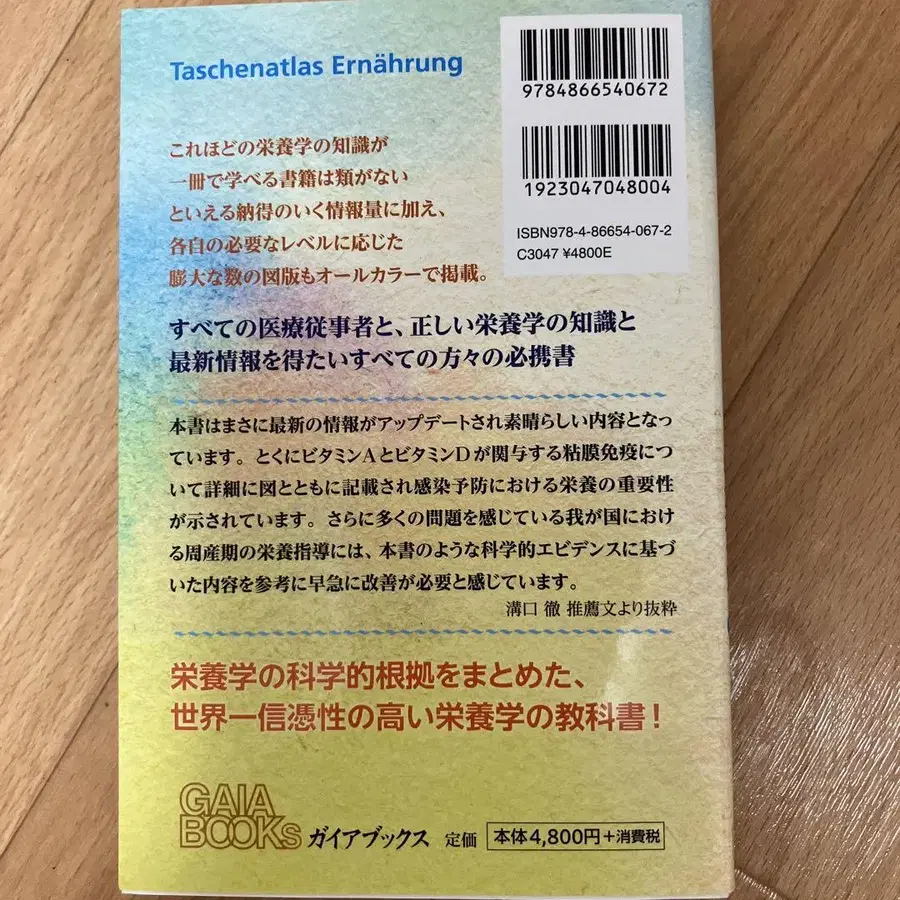 Taschenatlas Ernährung
9784866540672
1923047048004
ISBN978-4-86654-067-2
C3047 ¥4800E
これほどの栄養学の知識が
一冊で学べる書籍は類がない
といえる納得のいく情報量に加え、
各自の必要なレベルに応じた
膨大な数の図版もオールカラーで掲載。
すべての医療従事者と、正しい栄養学の知識と
最新情報を得たいすべての方々の必携書
本書はまさに最新の情報がアップデートされ素晴らしい内容となっ
ています。とくにビタミンAとビタミンDが関与する粘膜免疫につ
いて詳細に図とともに記載され感染予防における栄養の重要性
が示されています。さらに多くの問題を感じている我が国におけ
る周産期の栄養指導には、本書のような科学的エビデンスに基づ
いた内容を参考に早急に改善が必要と感じています。
溝口 徹 推薦文より抜粋
栄養学の科学的根拠をまとめた、
世界一信憑性の高い栄養学の教科書!
GAIA
BOOKs ガイアブックス 定価 本体4,800円+消費税